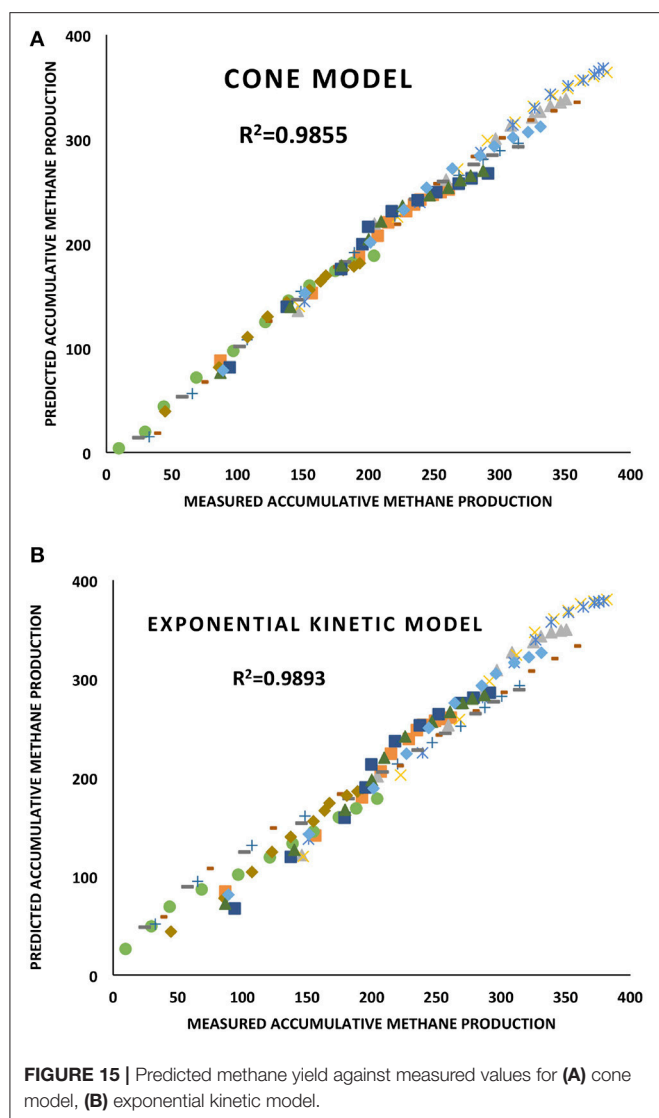 A
400
300
200
100
0
PREDICTED ACCUMULATIVE METHANE PRODUCTION
CONE MODEL
R²=0.9855
0 50 100 150 200 250 300 350 400
MEASURED ACCUMULATIVE METHANE PRODUCTION
B
400
300
200
100
0
PREDICTED ACCUMULATIVE METHANE PRODUCTION
EXPONENTIAL KINETIC MODEL
R²=0.9893
0 50 100 150 200 250 300 350 400
MEASURED ACCUMULATIVE METHANE PRODUCTION
FIGURE 15 | Predicted methane yield against measured values for (A) cone
model, (B) exponential kinetic model.